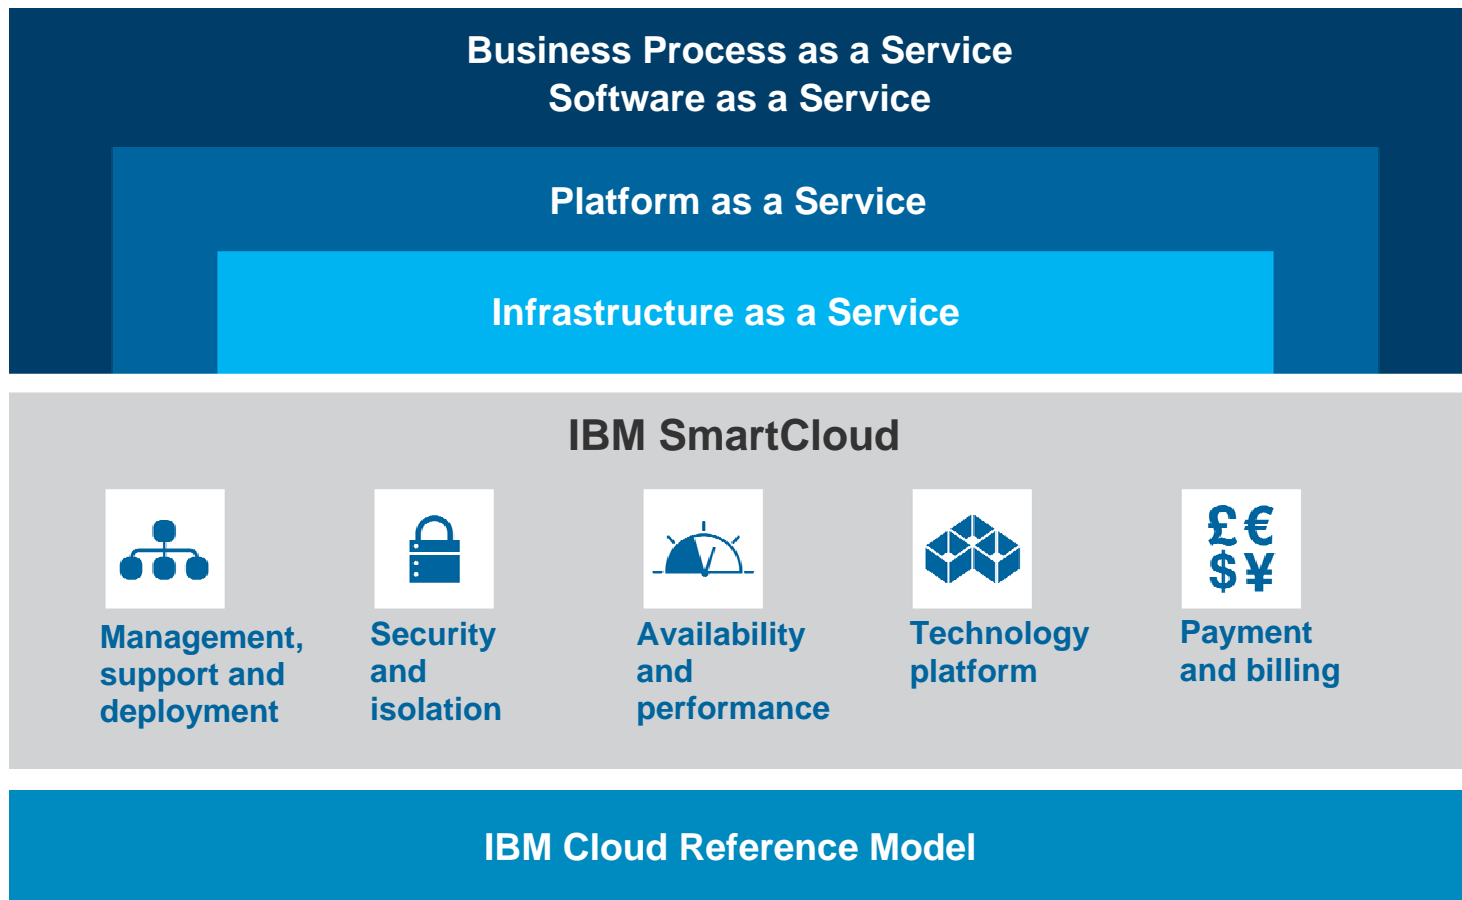 Business Process as a Service
Software as a Service
Platform as a Service
Infrastructure as a Service
IBM SmartCloud
£€
$¥
Management,
support and
deployment
Security
and
isolation
Availability
and
performance
Technology
platform
Payment
and billing
IBM Cloud Reference Model